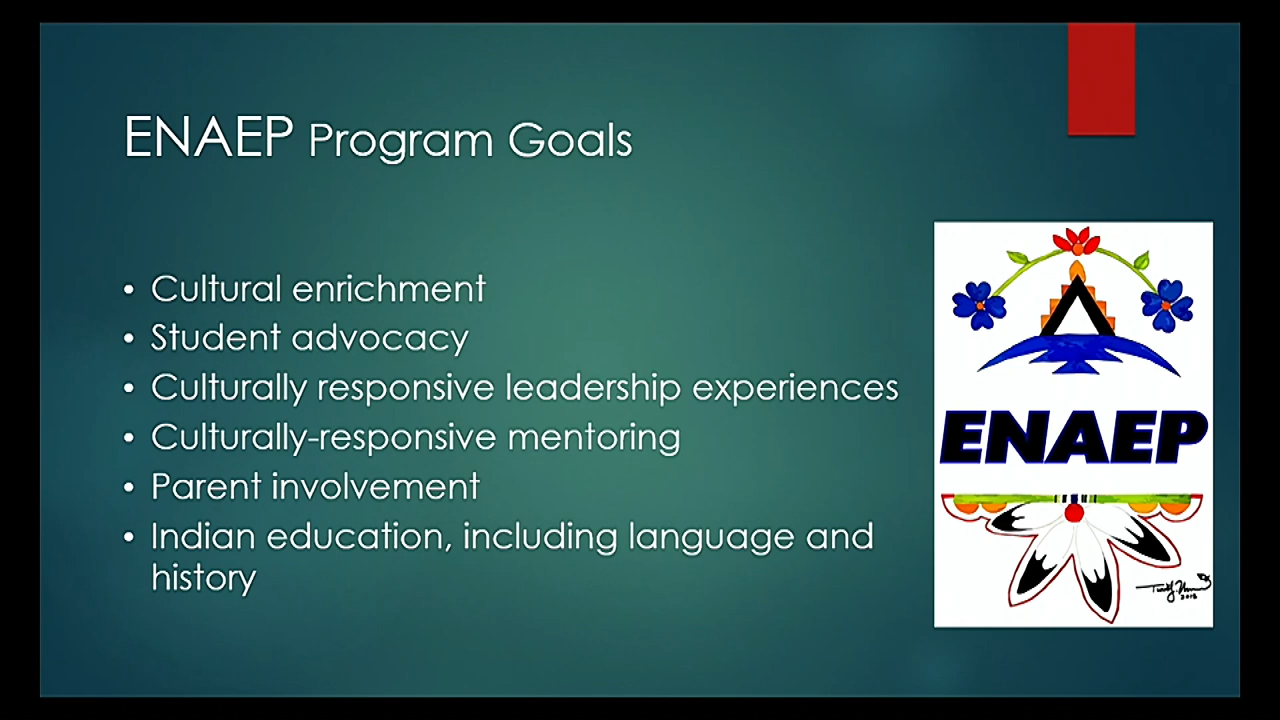 ENAEP Program Goals
• Cultural enrichment
• Student advocacy
• Culturally responsive leadership experiences
• Culturally-responsive mentoring
• Parent involvement
• Indian education, including language and
history
ENAEP